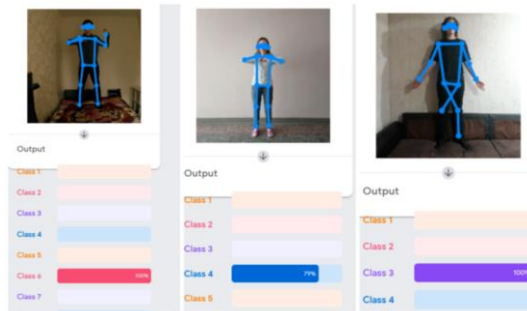 Output
Class 1
Class 2
Class 3
Class 4
Class 5
Class 6 100%
Class 7
Output
Class 1
Class 2
Class 3
Class 4 79%
Class 5
Output
Class 1
Class 2
Class 3 100%
Class 4